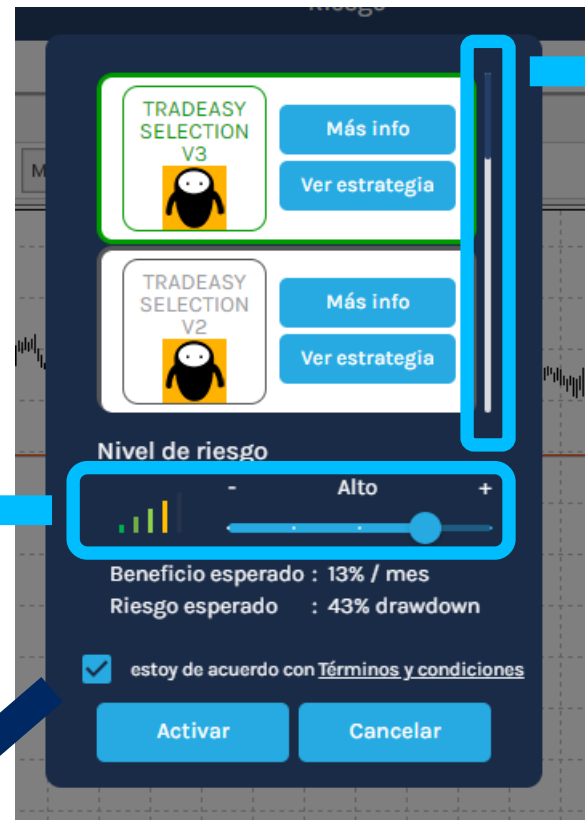 Riesgo
TRADEASY
SELECTION
V3
Más info
Ver estrategia
M
TRADEASY
SELECTION
V2
Más info
Ver estrategia
Nivel de riesgo
- Alto +
Beneficio esperado : 13% / mes
Riesgo esperado : 43% drawdown
estoy de acuerdo con Términos y condiciones
Activar Cancelar